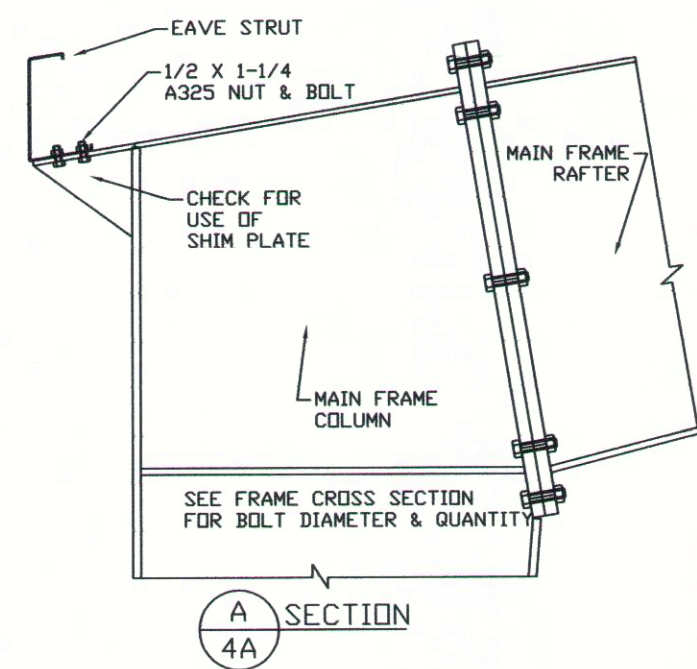 EAVE STRUT
1/2 X 1-1/4
A325 NUT & BOLT
MAIN FRAME
RAFTER
CHECK FOR
USE OF
SHIM PLATE
MAIN FRAME
COLUMN
SEE FRAME CROSS SECTION
FOR BOLT DIAMETER & QUANTITY
A SECTION
4A